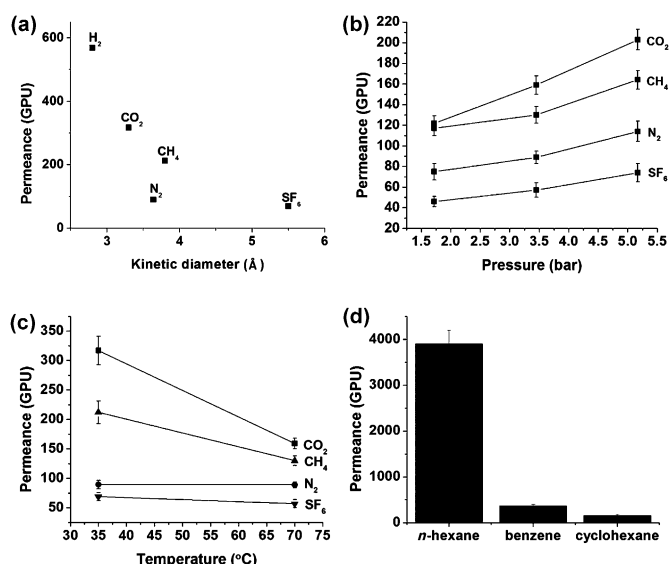 (a)
Permeance (GPU)
600
400
200
0
H₂
CO₂
CH₄
N₂
SF₆
2
3
4
5
6
Kinetic diameter (Å)
(b)
Permeance (GPU)
220
200
180
160
140
120
100
80
60
40
20
CO₂
CH₄
N₂
SF₆
1.5 2.0 2.5 3.0 3.5 4.0 4.5 5.0 5.5
Pressure (bar)
(c)
Permeance (GPU)
350
300
250
200
150
100
50
CO₂
CH₄
N₂
SF₆
30 35 40 45 50 55 60 65 70 75
Temperature (ºC)
(d)
Permeance (GPU)
4000
3000
2000
1000
0
n-hexane
benzene
cyclohexane